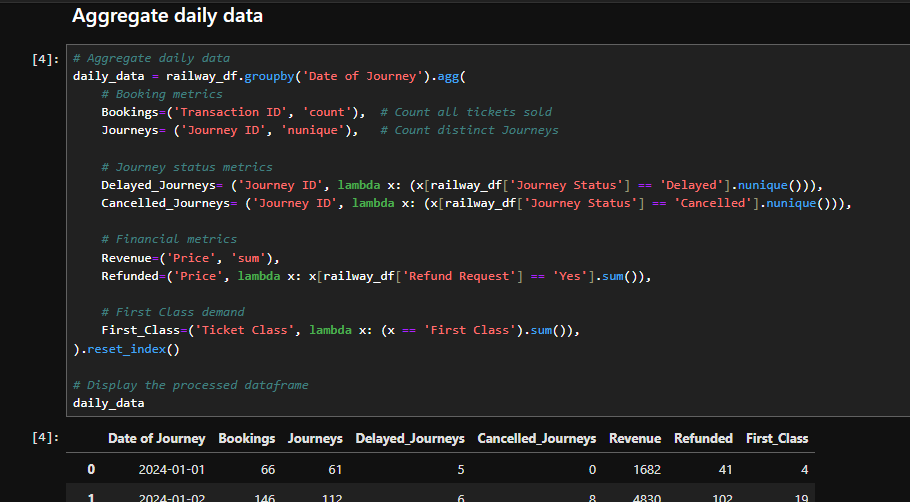 Aggregate daily data
[4]:
# Aggregate daily data
daily_data = railway_df.groupby('Date of Journey').agg(
    # Booking metrics
    Bookings=('Transaction ID', 'count'),  # Count all tickets sold
    Journeys= ('Journey ID', 'nunique'),   # Count distinct Journeys
    # Journey status metrics
    Delayed_Journeys= ('Journey ID', lambda x: (x[railway_df['Journey Status'] == 'Delayed'].nunique())),
    Cancelled_Journeys= ('Journey ID', lambda x: (x[railway_df['Journey Status'] == 'Cancelled'].nunique())),
    # Financial metrics
    Revenue=('Price', 'sum'),
    Refunded=('Price', lambda x: x[railway_df['Refund Request'] == 'Yes'].sum()),
    # First Class demand
    First_Class=('Ticket Class', lambda x: (x == 'First Class').sum()),
).reset_index()
# Display the processed dataframe
daily_data
[4]:
Date of Journey Bookings Journeys Delayed_Journeys Cancelled_Journeys Revenue Refunded First_Class
0 2024-01-01 66 61 5 0 1682 41 4
1 2024-01-02 146 112 6 8 4830 102 19